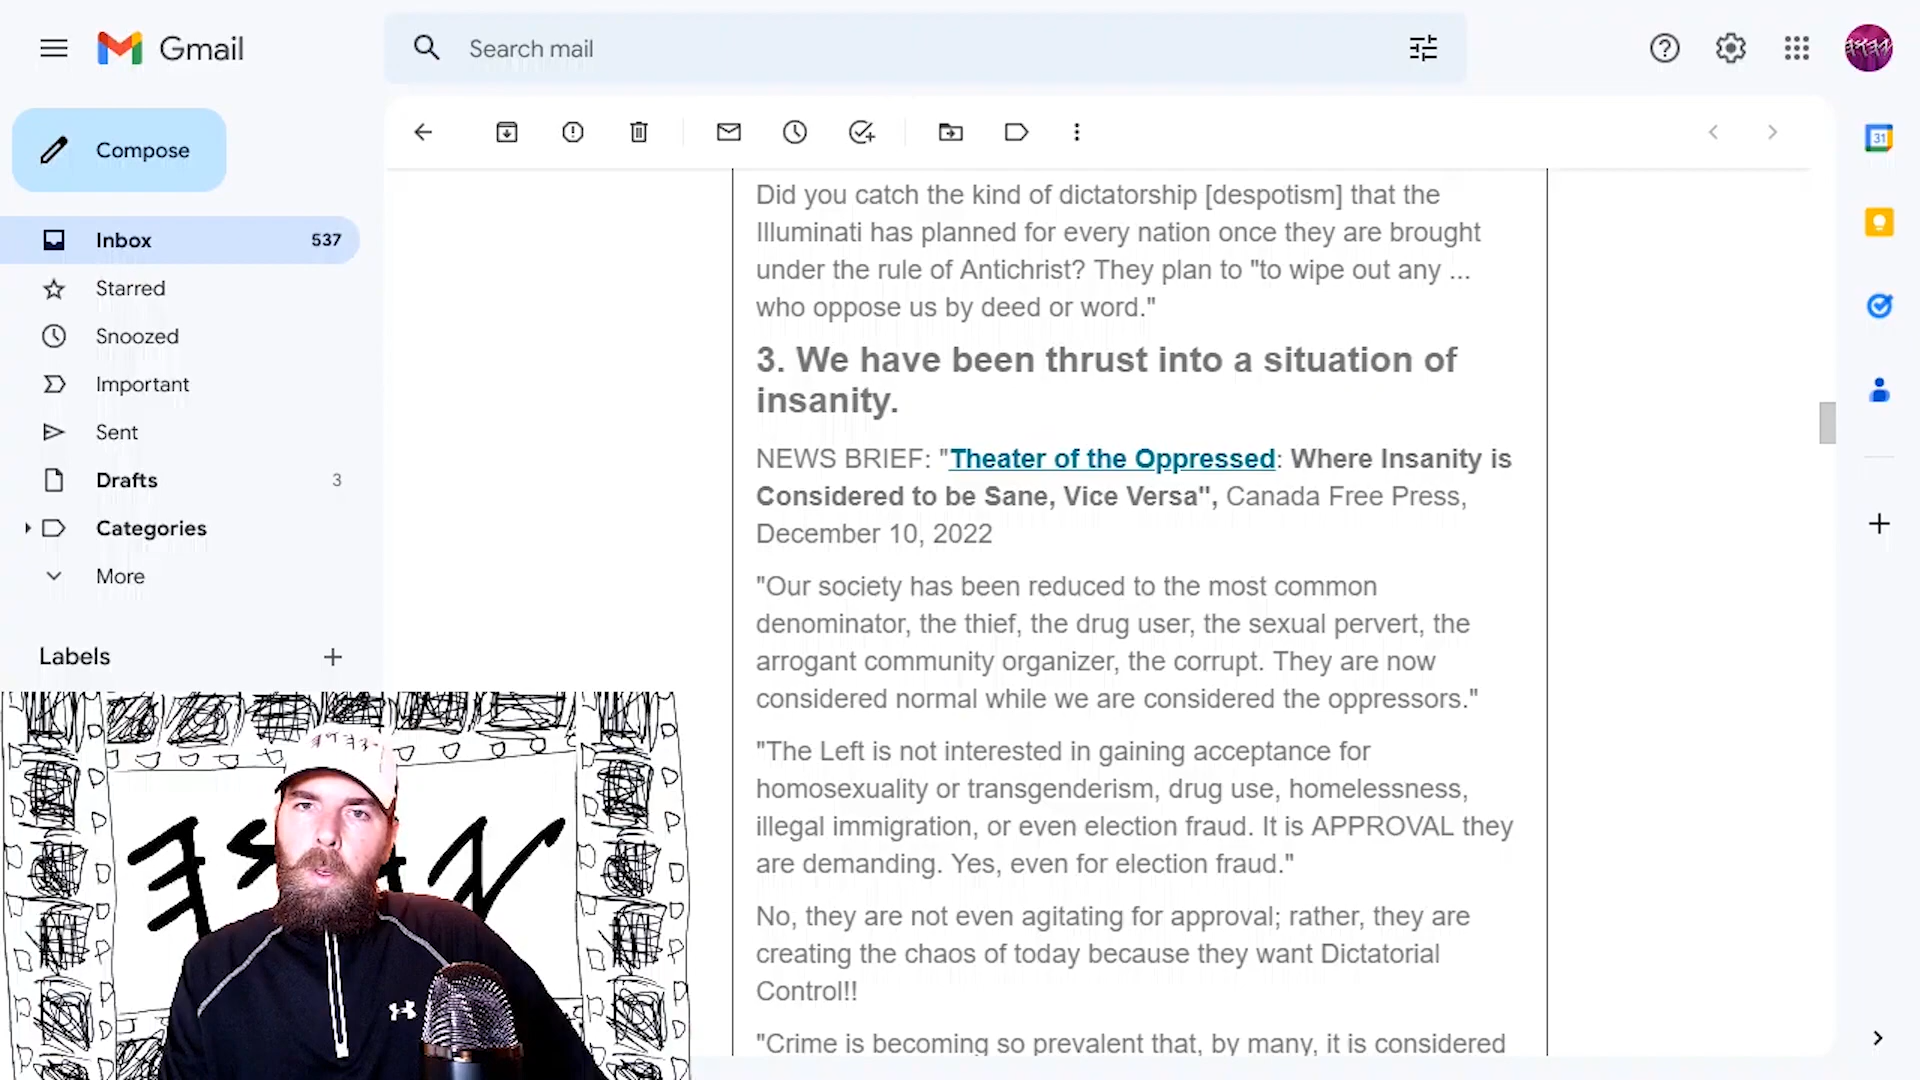 Gmail
Search mail
Compose
Inbox 537
Starred
Snoozed
Important
Sent
Drafts 3
Categories
More
Labels
31
Did you catch the kind of dictatorship [despotism] that the
Illuminati has planned for every nation once they are brought
under the rule of Antichrist? They plan to "to wipe out any ...
who oppose us by deed or word."
3. We have been thrust into a situation of
insanity.
NEWS BRIEF: "Theater of the Oppressed: Where Insanity is
Considered to be Sane, Vice Versa", Canada Free Press,
December 10, 2022
"Our society has been reduced to the most common
denominator, the thief, the drug user, the sexual pervert, the
arrogant community organizer, the corrupt. They are now
considered normal while we are considered the oppressors."
"The Left is not interested in gaining acceptance for
homosexuality or transgenderism, drug use, homelessness,
illegal immigration, or even election fraud. It is APPROVAL they
are demanding. Yes, even for election fraud."
No, they are not even agitating for approval; rather, they are
creating the chaos of today because they want Dictatorial
Control!!
"Crime is becoming so prevalent that, by many, it is considered